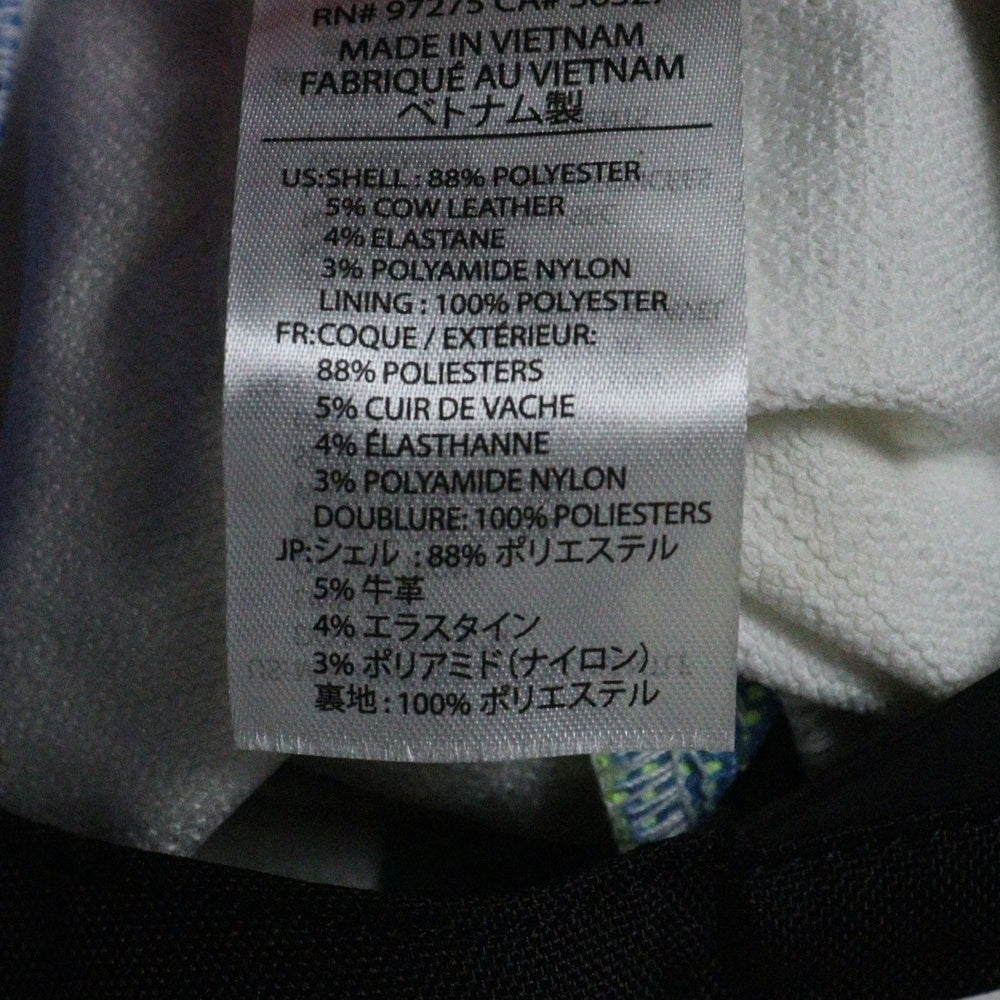 RN# 97275 CA#
MADE IN VIETNAM
FABRIQUÉ AU VIETNAM
ベトナム製
US:SHELL : 88% POLYESTER
5% COW LEATHER
4% ELASTANE
3% POLYAMIDE NYLON
LINING : 100% POLYESTER
FR:COQUE / EXTÉRIEUR:
88% POLIESTERS
5% CUIR DE VACHE
4% ÉLASTHANNE
3% POLYAMIDE NYLON
DOUBLURE: 100% POLIESTERS
JP:シェル : 88% ポリエステル
5% 牛革
4% エラスタイン
3% ポリアミド（ナイロン）
裏地 : 100% ポリエステル